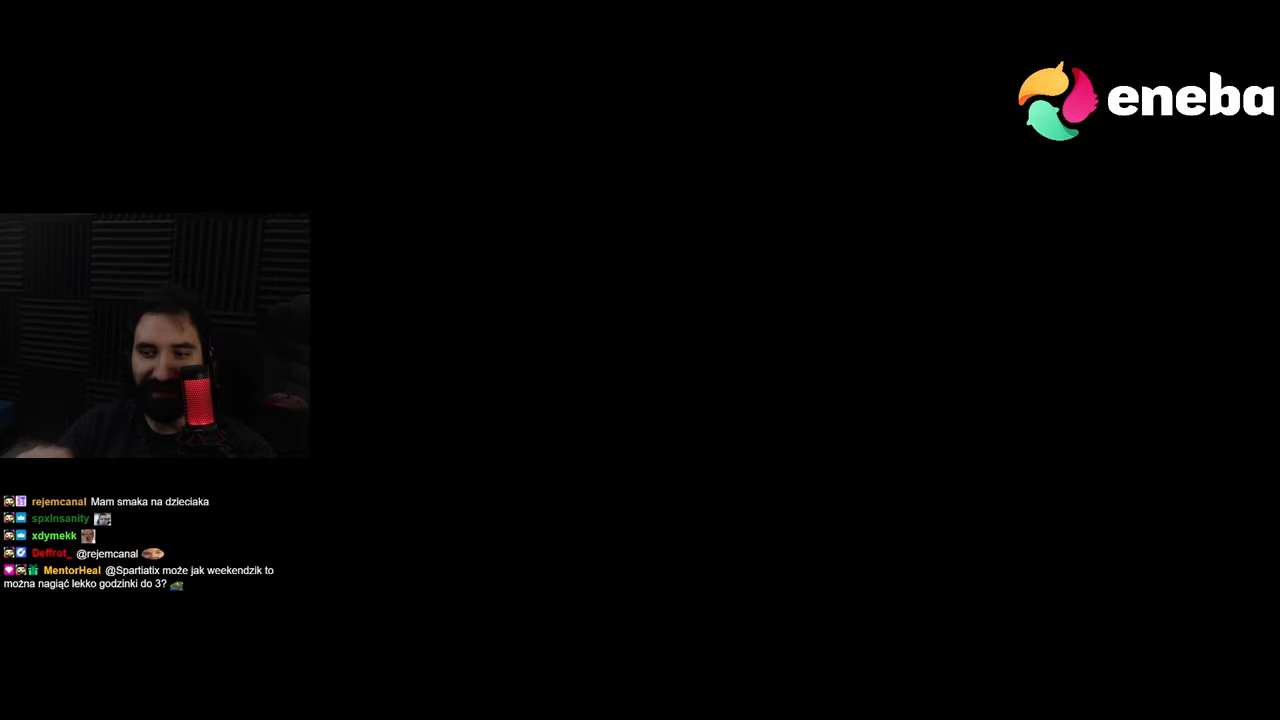 eneba
rejemcanal Mam smaka na dzieciaka
spxInsanity
xdymekk
Deffrot_ @rejemcanal
MentorHeal @Spartiatix może jak weekendzik to
można nagiąć lekko godzinki do 3?